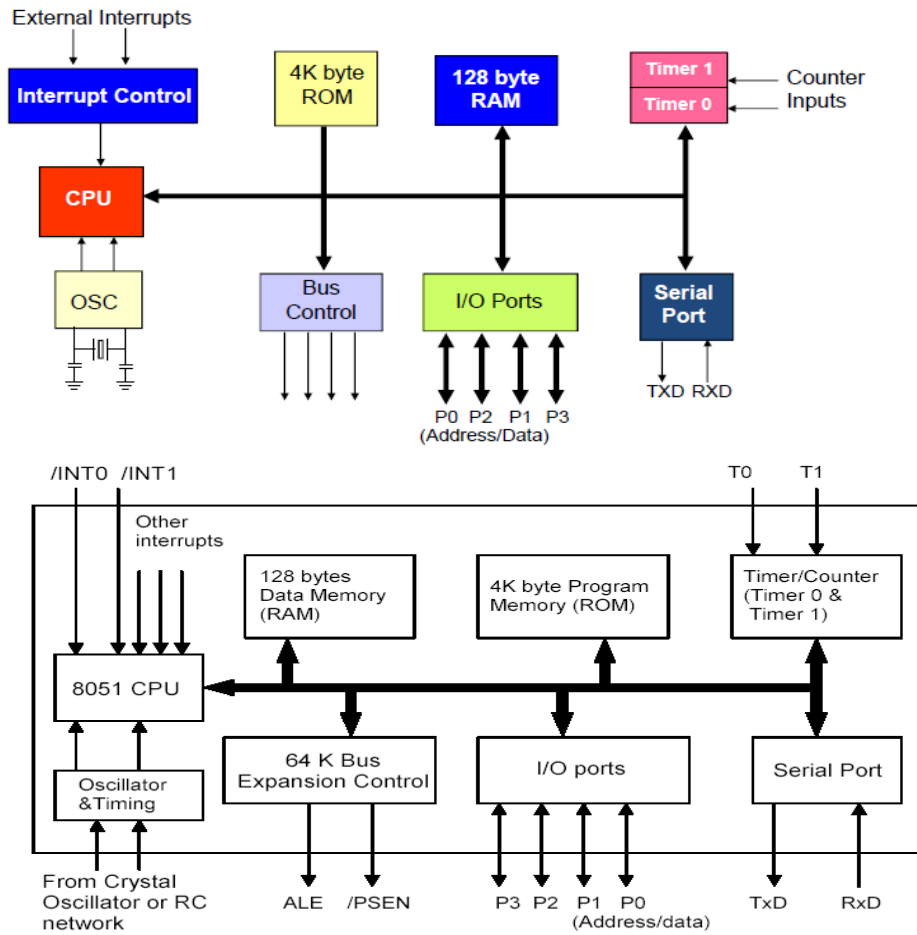 External Interrupts
Interrupt Control
4K byte
ROM
128 byte
RAM
Timer 1
Timer 0
Counter
Inputs
CPU
OSC
Bus
Control
I/O Ports
Serial
Port
TXD RXD
P0 P2 P1 P3
(Address/Data)
/INT0 /INT1
T0 T1
Other
interrupts
128 bytes
Data Memory
(RAM)
4K byte Program
Memory (ROM)
Timer/Counter
(Timer 0 &
Timer 1)
8051 CPU
Oscillator
&Timing
64 K Bus
Expansion Control
I/O ports
Serial Port
From Crystal
Oscillator or RC
network
ALE /PSEN
P3 P2 P1 P0
(Address/data)
TxD RxD